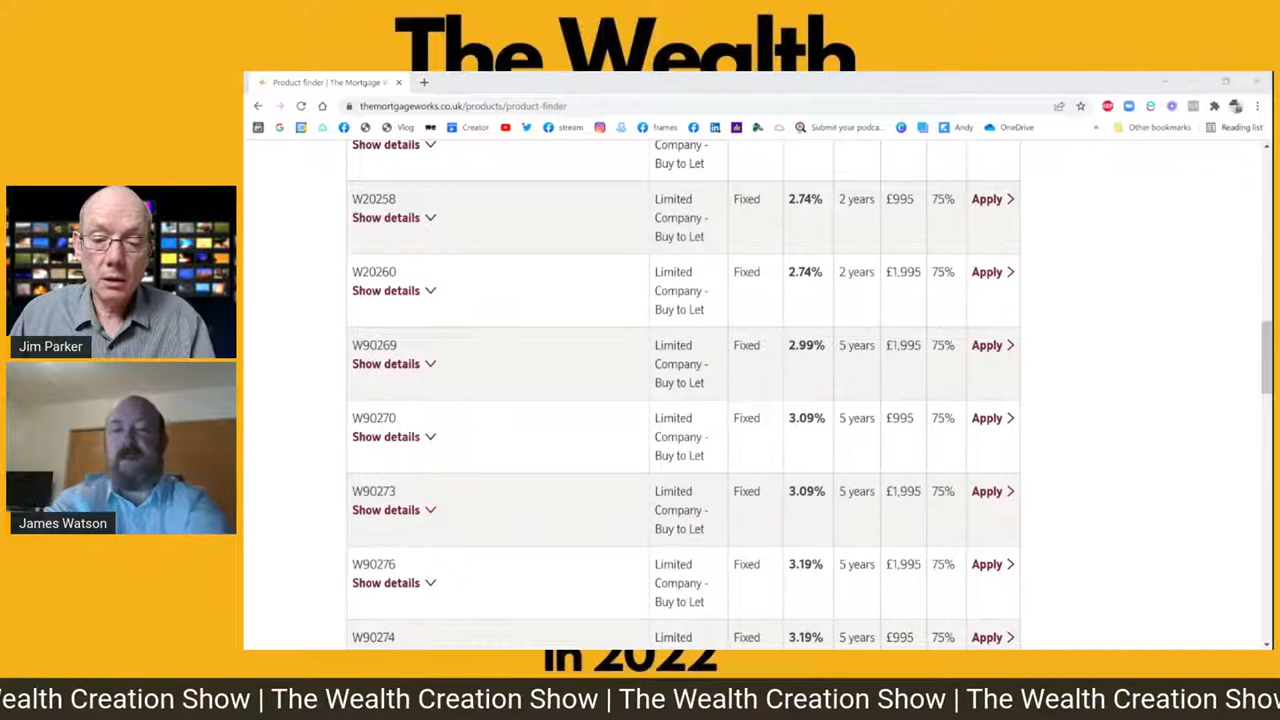 The Wealth
Product finder | The Mortgage W
themortgageworks.co.uk/products/product-finder
Vlog
Creator
stream
frames
Submit your podca...
Andy
OneDrive
»
Other bookmarks
Reading list
Show details
Company -
Buy to Let
W20258
Show details
Limited
Company -
Buy to Let
Fixed
2.74%
2 years
£995
75%
Apply
W20260
Show details
Limited
Company -
Buy to Let
Fixed
2.74%
2 years
£1,995
75%
Apply
W90269
Show details
Limited
Company -
Buy to Let
Fixed
2.99%
5 years
£1,995
75%
Apply
W90270
Show details
Limited
Company -
Buy to Let
Fixed
3.09%
5 years
£995
75%
Apply
W90273
Show details
Limited
Company -
Buy to Let
Fixed
3.09%
5 years
£1,995
75%
Apply
W90276
Show details
Limited
Company -
Buy to Let
Fixed
3.19%
5 years
£1,995
75%
Apply
W90274
Limited
Fixed
3.19%
5 years
£995
75%
Apply
Jim Parker
James Watson
in 2022
Wealth Creation Show | The Wealth Creation Show | The Wealth Creation Show | The Wealth Creation Show